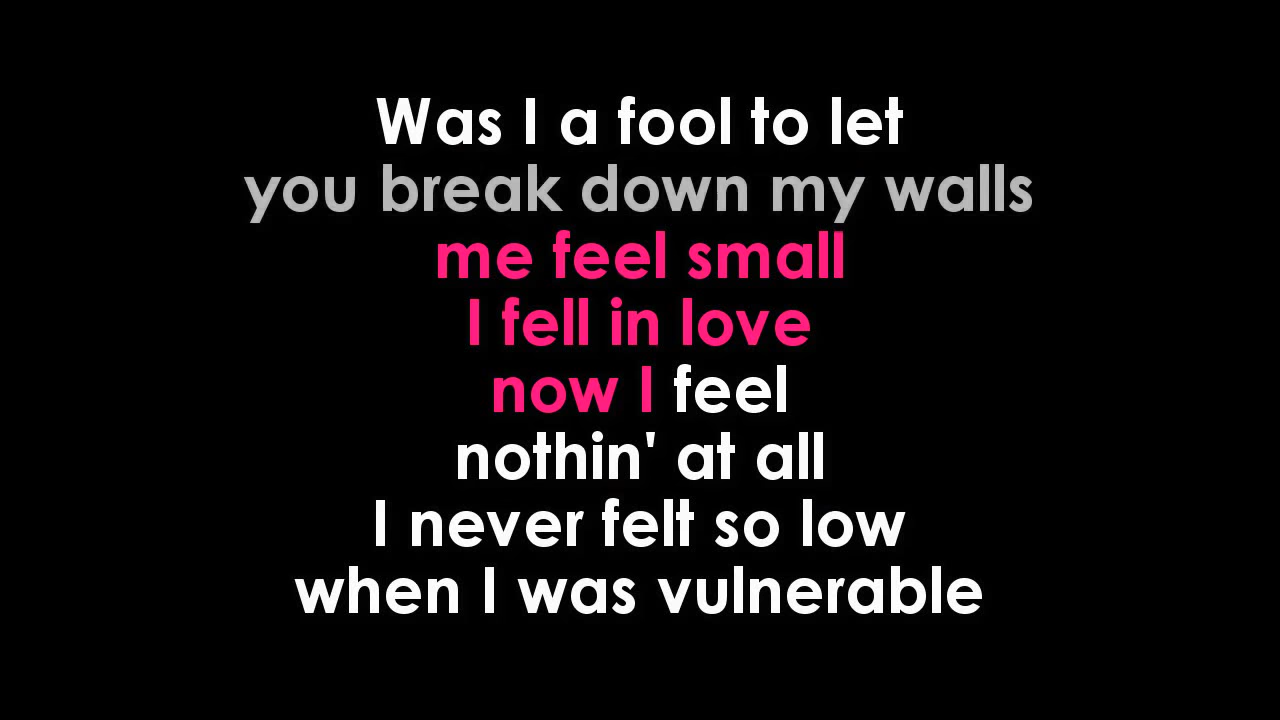 Was I a fool to let
you break down my walls
me feel small
I fell in love
now I feel
nothin' at all
I never felt so low
when I was vulnerable